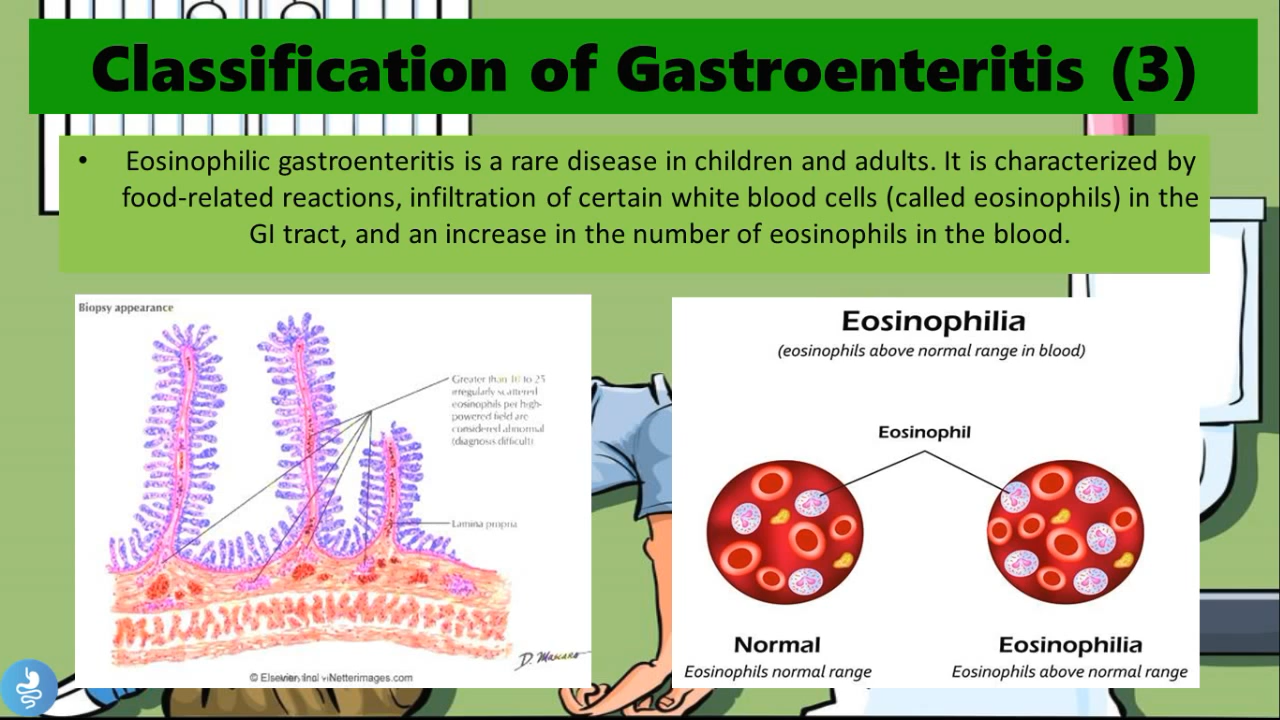 Classification of Gastroenteritis (3)
• Eosinophilic gastroenteritis is a rare disease in children and adults. It is characterized by
food-related reactions, infiltration of certain white blood cells (called eosinophils) in the
GI tract, and an increase in the number of eosinophils in the blood.
Biopsy appearance
Greater than 10 to 25
irregularly scattered
eosinophils per high-
powered field are
considered abnormal
(diagnosis difficult)
Lamina propria
D. Mascaro
© Elsevier, Inc. Netterimages.com
Eosinophilia
(eosinophils above normal range in blood)
Eosinophil
Normal
Eosinophils normal range
Eosinophilia
Eosinophils above normal range